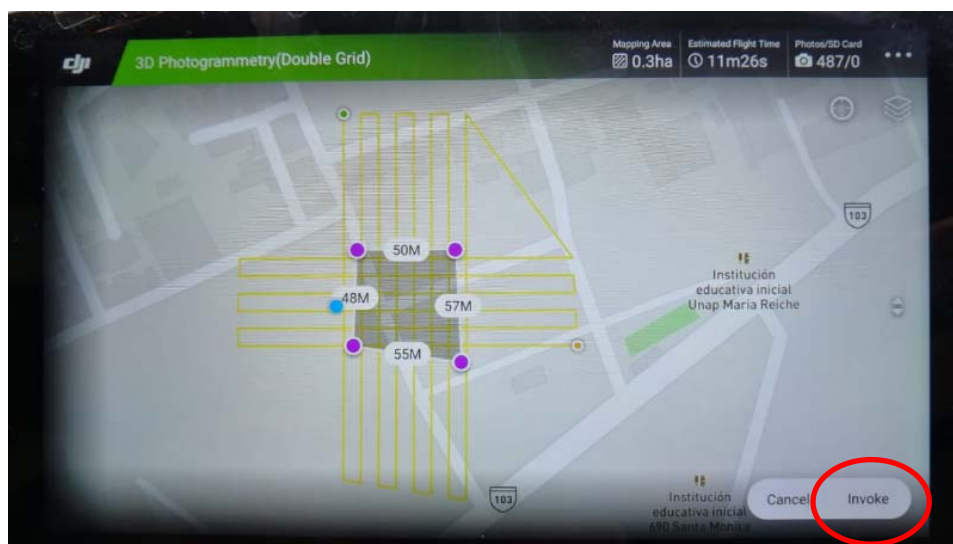 dji
3D Photogrammetry(Double Grid)
Mapping Area
0.3ha
Estimated Flight Time
11m26s
Photos/SD Card
487/0
50M
103
Institución
educativa inicial
Unap Maria Reiche
48M
57M
55M
103
Institución
educativa inicial
690 Santa Monica
Cancel
Invoke